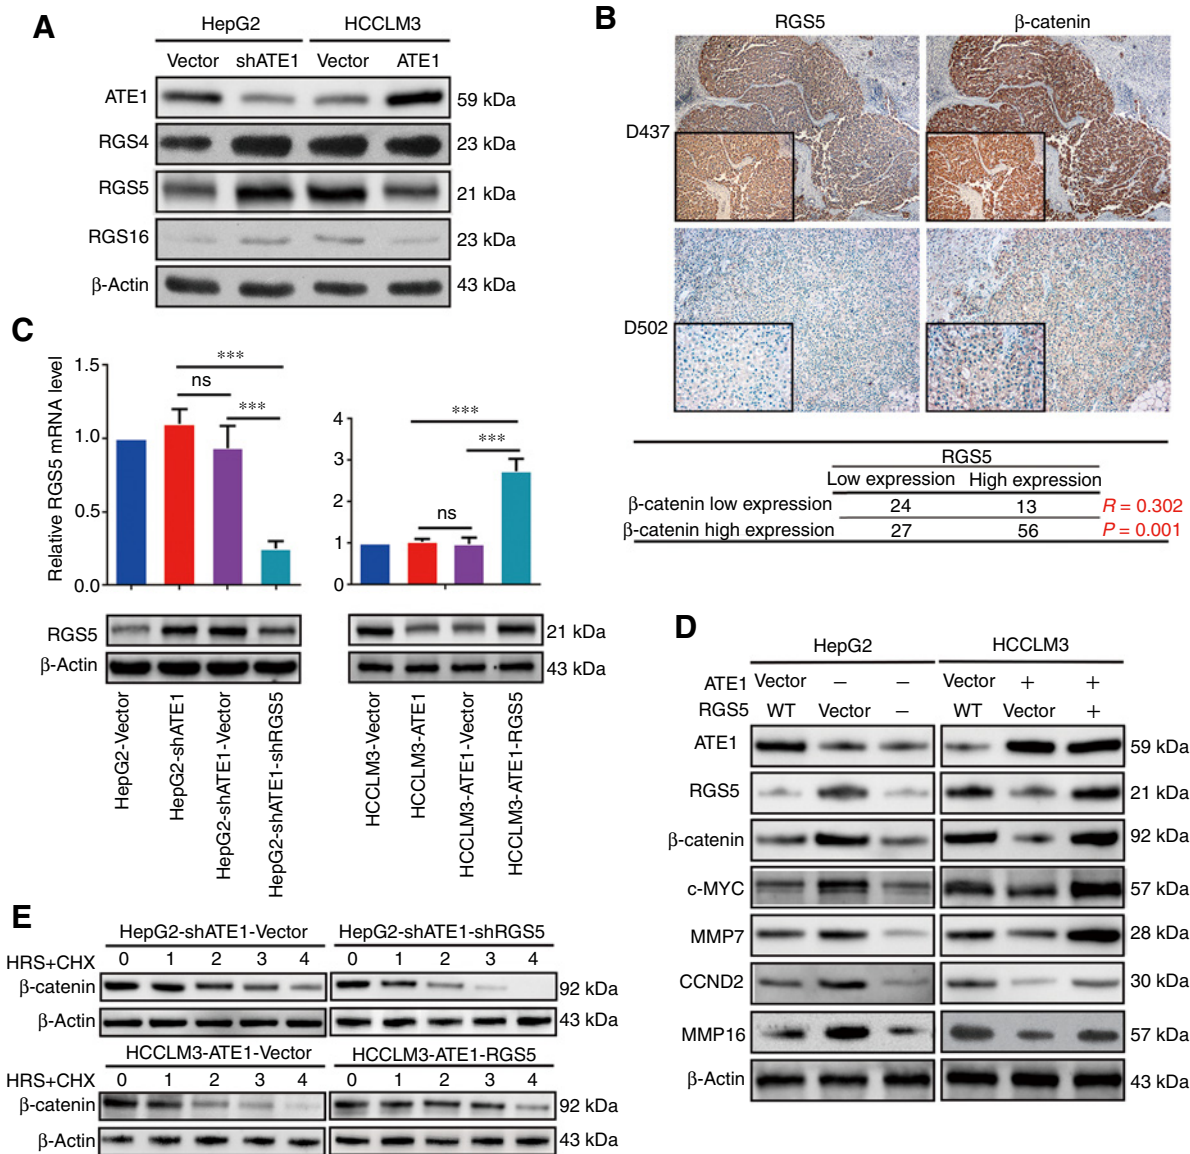 A
HepG2 HCCLM3
Vector shATE1 Vector ATE1
ATE1 59 kDa
RGS4 23 kDa
RGS5 21 kDa
RGS16 23 kDa
β-Actin 43 kDa
B
RGS5 β-catenin
D437
D502
RGS5
Low expression High expression
β-catenin low expression 24 13 R = 0.302
β-catenin high expression 27 56 P = 0.001
C
Relative RGS5 mRNA level
1.5
1.0
0.5
0.0
***
ns
***
4
3
2
1
0
***
***
ns
RGS5 21 kDa
β-Actin 43 kDa
HepG2-Vector
HepG2-shATE1
HepG2-shATE1-Vector
HepG2-shATE1-shRGS5
HCCLM3-Vector
HCCLM3-ATE1
HCCLM3-ATE1-Vector
HCCLM3-ATE1-RGS5
D
HepG2 HCCLM3
ATE1 Vector − − Vector + +
RGS5 WT Vector − WT Vector +
ATE1 59 kDa
RGS5 21 kDa
β-catenin 92 kDa
c-MYC 57 kDa
MMP7 28 kDa
CCND2 30 kDa
MMP16 57 kDa
β-Actin 43 kDa
E
HepG2-shATE1-Vector HepG2-shATE1-shRGS5
HRS+CHX 0 1 2 3 4 0 1 2 3 4
β-catenin 92 kDa
β-Actin 43 kDa
HCCLM3-ATE1-Vector HCCLM3-ATE1-RGS5
HRS+CHX 0 1 2 3 4 0 1 2 3 4
β-catenin 92 kDa
β-Actin 43 kDa